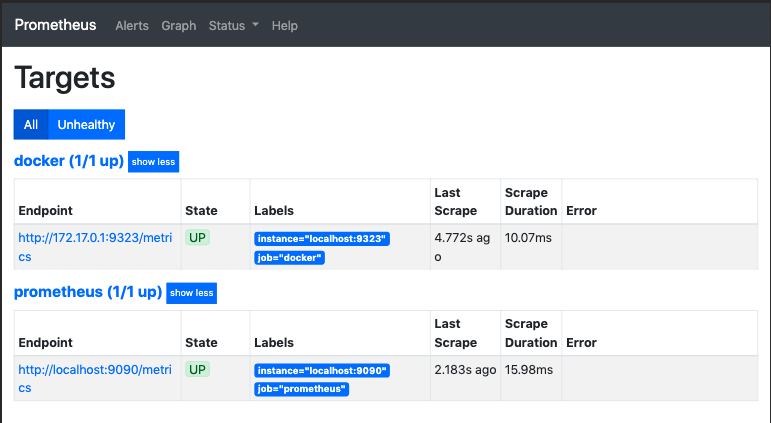 Prometheus Alerts Graph Status Help
Targets
All Unhealthy
docker (1/1 up) show less
Endpoint State Labels Last Scrape Scrape Duration Error
http://172.17.0.1:9323/metrics UP instance="localhost:9323" job="docker" 4.772s ago 10.07ms
prometheus (1/1 up) show less
Endpoint State Labels Last Scrape Scrape Duration Error
http://localhost:9090/metrics UP instance="localhost:9090" job="prometheus" 2.183s ago 15.98ms